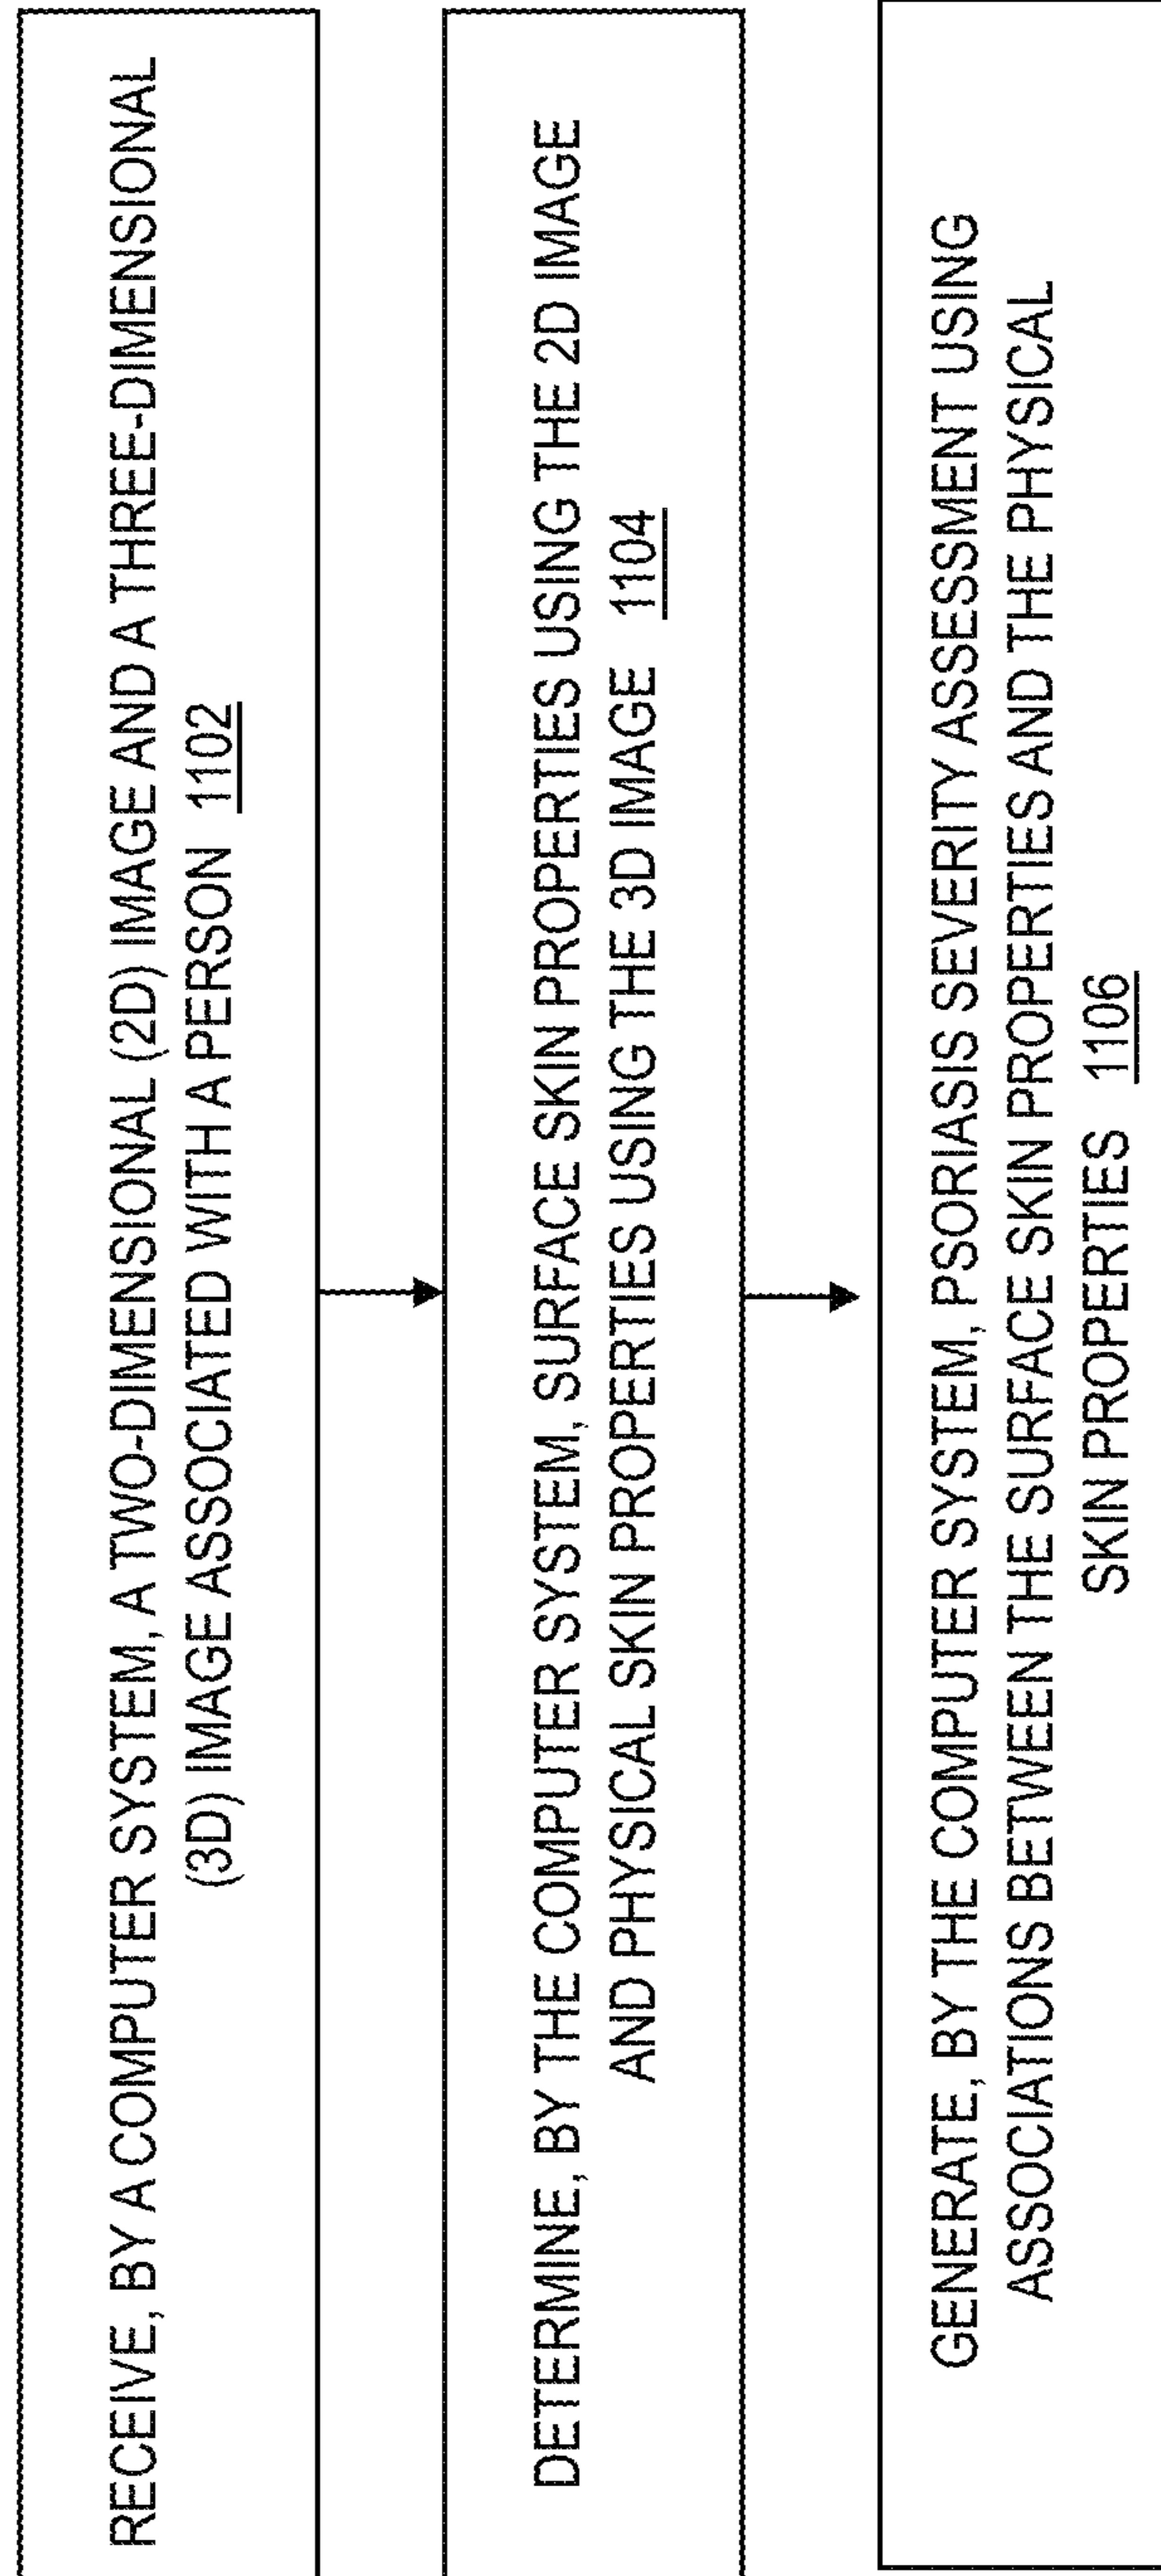 RECEIVE, BY A COMPUTER SYSTEM, A TWO-DIMENSIONAL (2D) IMAGE AND A THREE-DIMENSIONAL
(3D) IMAGE ASSOCIATED WITH A PERSON 1102
DETERMINE, BY THE COMPUTER SYSTEM, SURFACE SKIN PROPERTIES USING THE 2D IMAGE
AND PHYSICAL SKIN PROPERTIES USING THE 3D IMAGE 1104
GENERATE, BY THE COMPUTER SYSTEM, PSORIASIS SEVERITY ASSESSMENT USING
ASSOCIATIONS BETWEEN THE SURFACE SKIN PROPERTIES AND THE PHYSICAL
SKIN PROPERTIES 1106